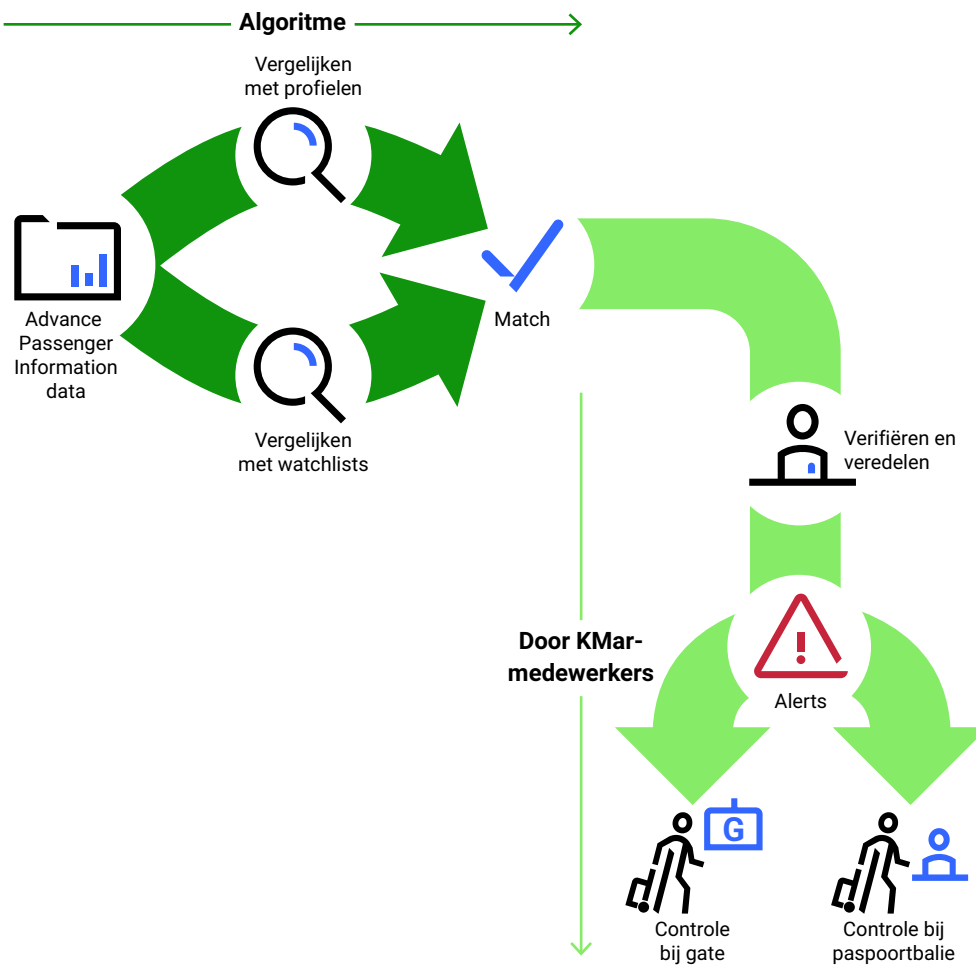 Algoritme
Vergelijken
met profielen
Advance
Passenger
Information
data
Match
Vergelijken
met watchlists
Verifiëren en
veredelen
Door KMar-
medewerkers
Alerts
G
Controle
bij gate
Controle bij
paspoortbalie